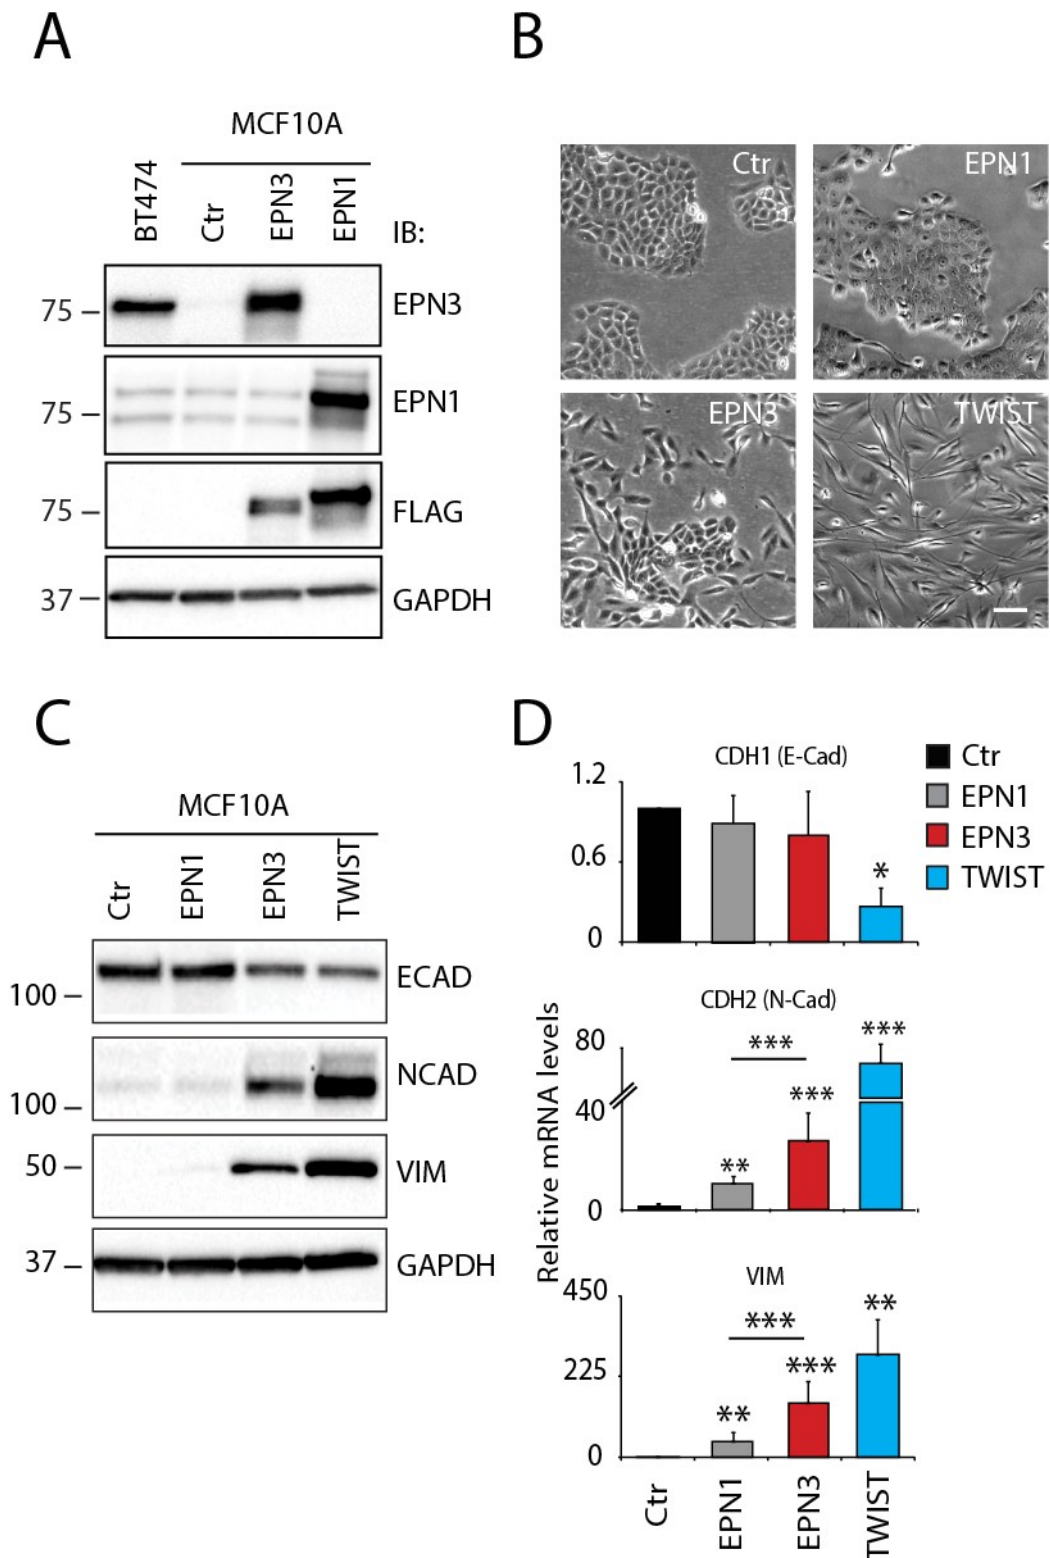 A
MCF10A
BT474
Ctr
EPN3
EPN1
IB:
75
EPN3
75
EPN1
75
FLAG
37
GAPDH
B
Ctr
EPN1
EPN3
TWIST
C
MCF10A
Ctr
EPN1
EPN3
TWIST
ECAD
100
NCAD
100
50
VIM
37
GAPDH
D
Ctr
EPN1
EPN3
TWIST
Relative mRNA levels
CDH1 (E-Cad)
1.2
0.6
0
*
CDH2 (N-Cad)
80
40
0
**
***
***
***
VIM
450
225
0
**
***
***
**
Ctr
EPN1
EPN3
TWIST